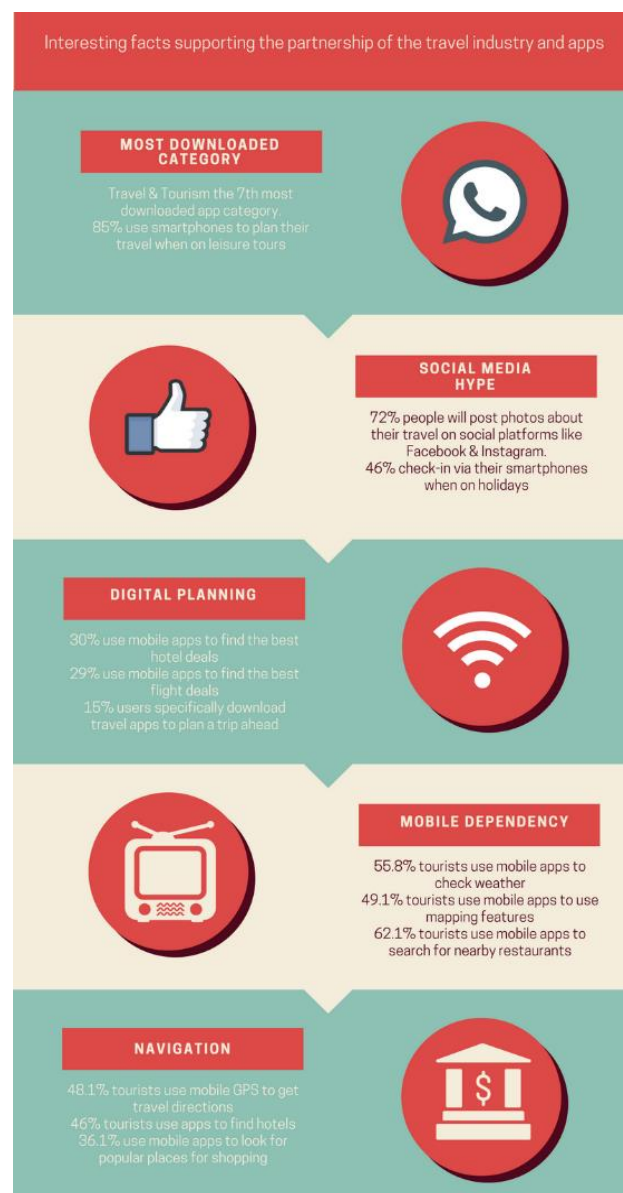 Interesting facts supporting the partnership of the travel industry and apps
MOST DOWNLOADED
CATEGORY
Travel & Tourism the 7th most
downloaded app category.
85% use smartphones to plan their
travel when on leisure tours
SOCIAL MEDIA
HYPE
72% people will post photos about
their travel on social platforms like
Facebook & Instagram.
46% check-in via their smartphones
when on holidays
DIGITAL PLANNING
30% use mobile apps to find the best
hotel deals
29% use mobile apps to find the best
flight deals
15% users specifically download
travel apps to plan a trip ahead
MOBILE DEPENDENCY
55.8% tourists use mobile apps to
check weather
49.1% tourists use mobile apps to use
mapping features
62.1% tourists use mobile apps to
search for nearby restaurants
NAVIGATION
48.1% tourists use mobile GPS to get
travel directions
46% tourists use apps to find hotels
36.1% use mobile apps to look for
popular places for shopping
$